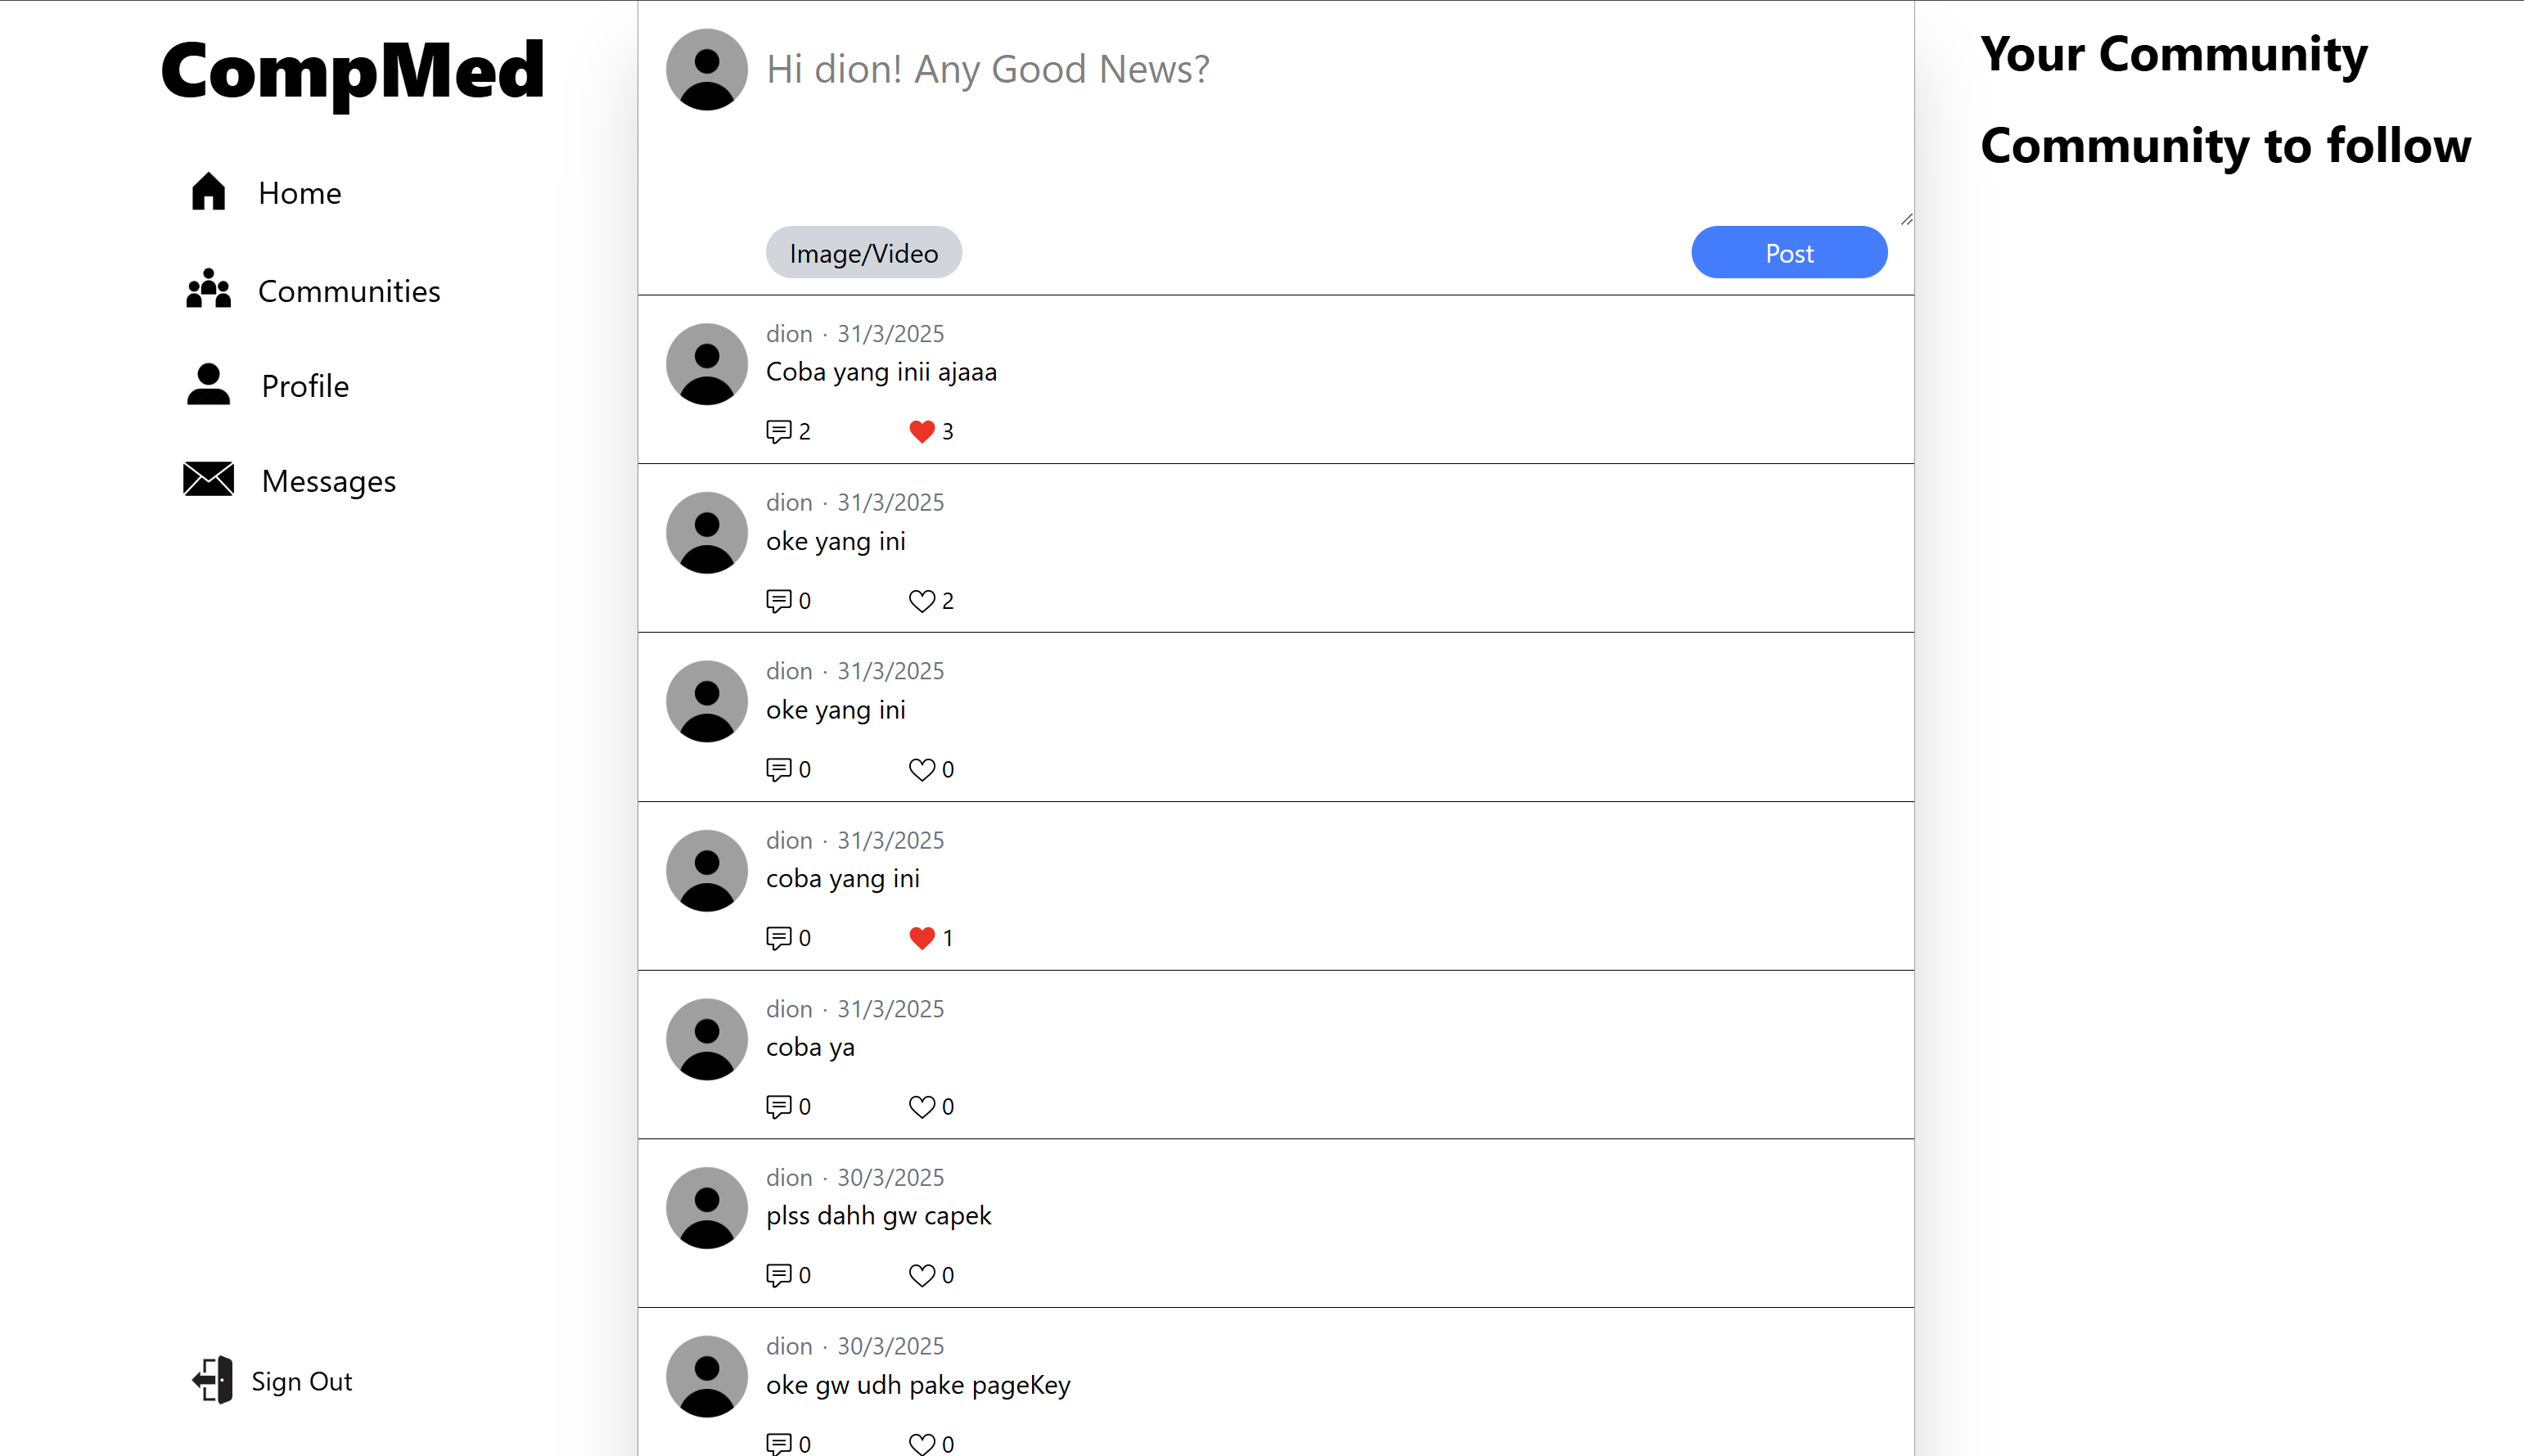 CompMed
Home
Communities
Profile
Messages
Sign Out
Hi dion! Any Good News?
Image/Video
Post
dion · 31/3/2025
Coba yang inii ajaaa
2 3
dion · 31/3/2025
oke yang ini
0 2
dion · 31/3/2025
oke yang ini
0 0
dion · 31/3/2025
coba yang ini
0 1
dion · 31/3/2025
coba ya
0 0
dion · 30/3/2025
plss dahh gw capek
0 0
dion · 30/3/2025
oke gw udh pake pageKey
0 0
Your Community
Community to follow